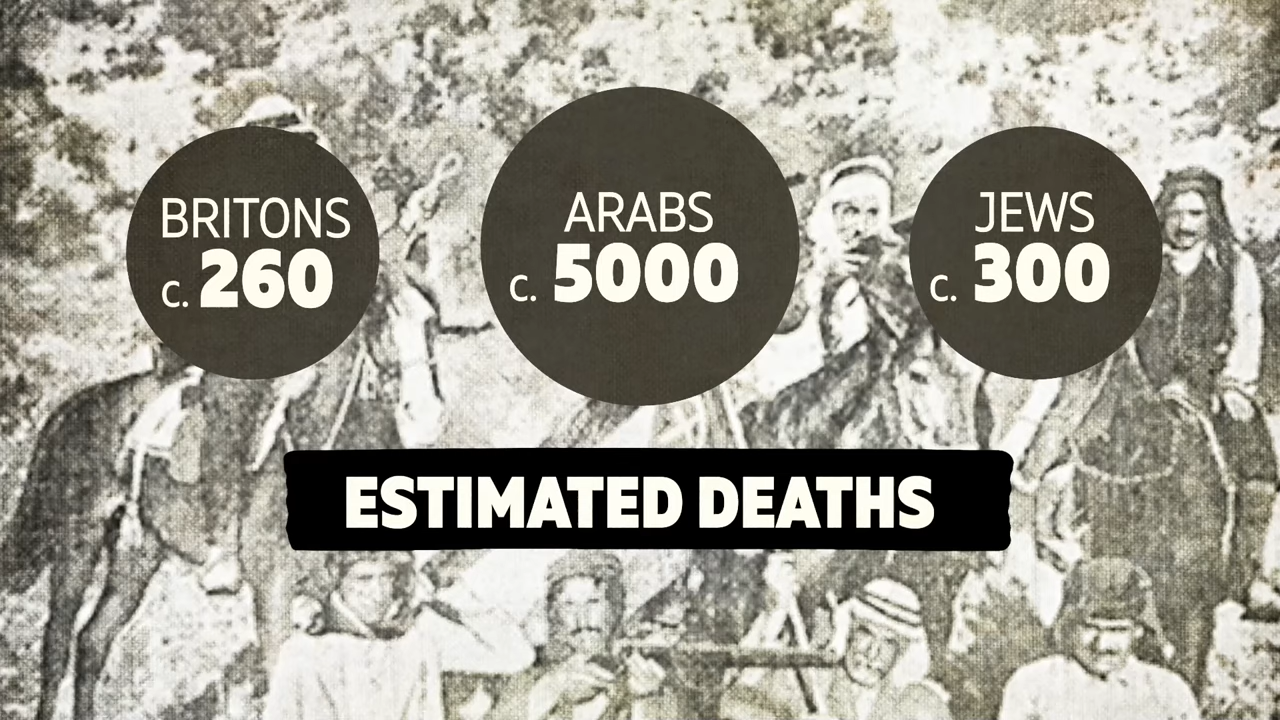 BRITONS
c. 260
ARABS
c. 5000
JEWS
c. 300
ESTIMATED DEATHS